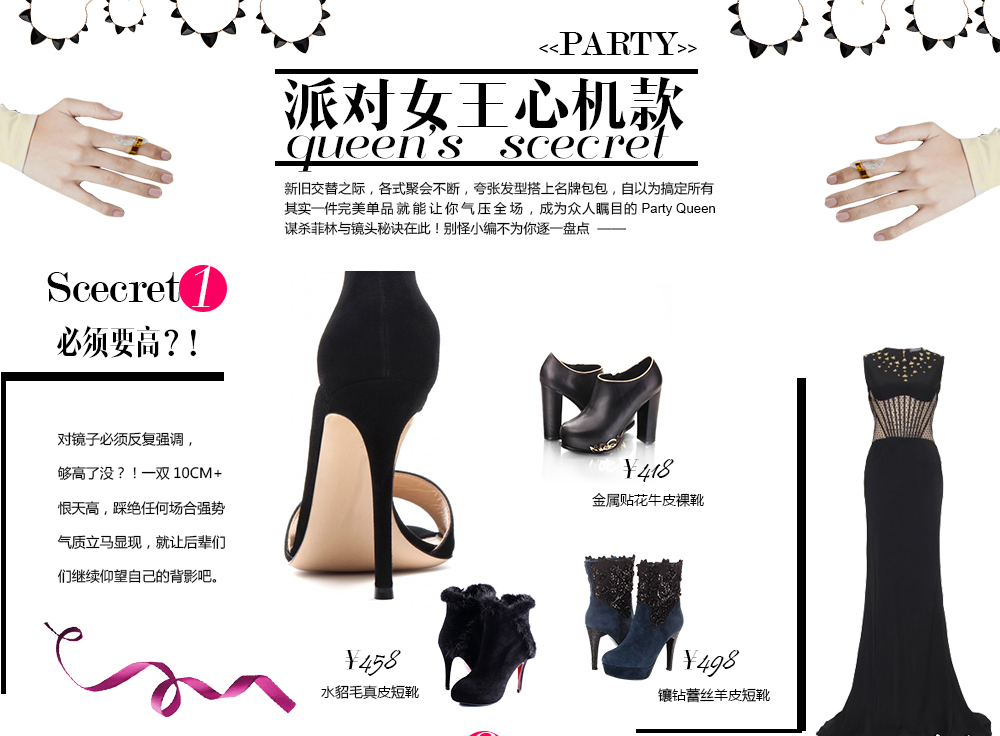 <<PARTY>>
派对女王心机款
queen's scecret
新旧交替之际，各式聚会不断，夸张发型搭上名牌包包，自以为搞定所有
其实一件完美单品就能让你气压全场，成为众人瞩目的 Party Queen
谋杀菲林与镜头秘诀在此！别怪小编不为你逐一盘点 ——
Scecret 1
必须要高？！
对镜子必须反复强调，
够高了没？！一双 10CM+
恨天高，踩绝任何场合强势
气质立马显现，就让后辈们
们继续仰望自己的背影吧。
¥418
金属贴花牛皮裸靴
¥458
水貂毛真皮短靴
¥498
镶钻蕾丝羊皮短靴